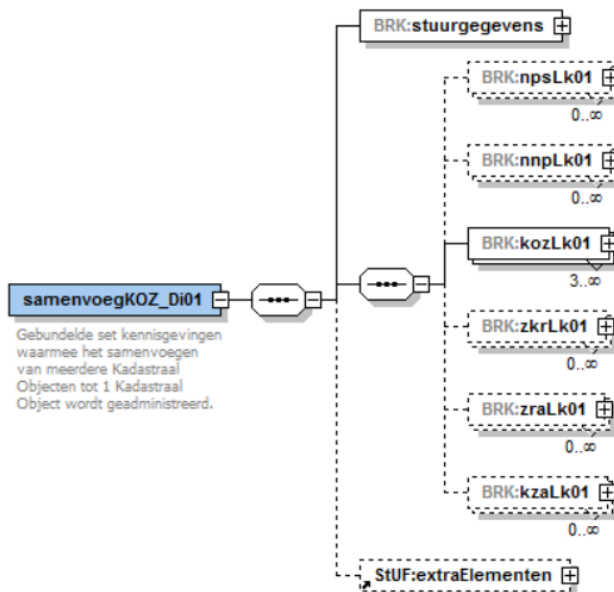 BRK:stuurgegevens
BRK:npsLk01
0..∞
BRK:nnpLk01
0..∞
BRK:kozLk01
3..∞
samenvoegKOZ_Di01
Gebundelde set kennisgevingen
waarmee het samenvoegen
van meerdere Kadastraal
Objecten tot 1 Kadastraal
Object wordt geadministreerd.
BRK:zkrLk01
0..∞
BRK:zraLk01
0..∞
BRK:kzaLk01
0..∞
StUF:extraElementen